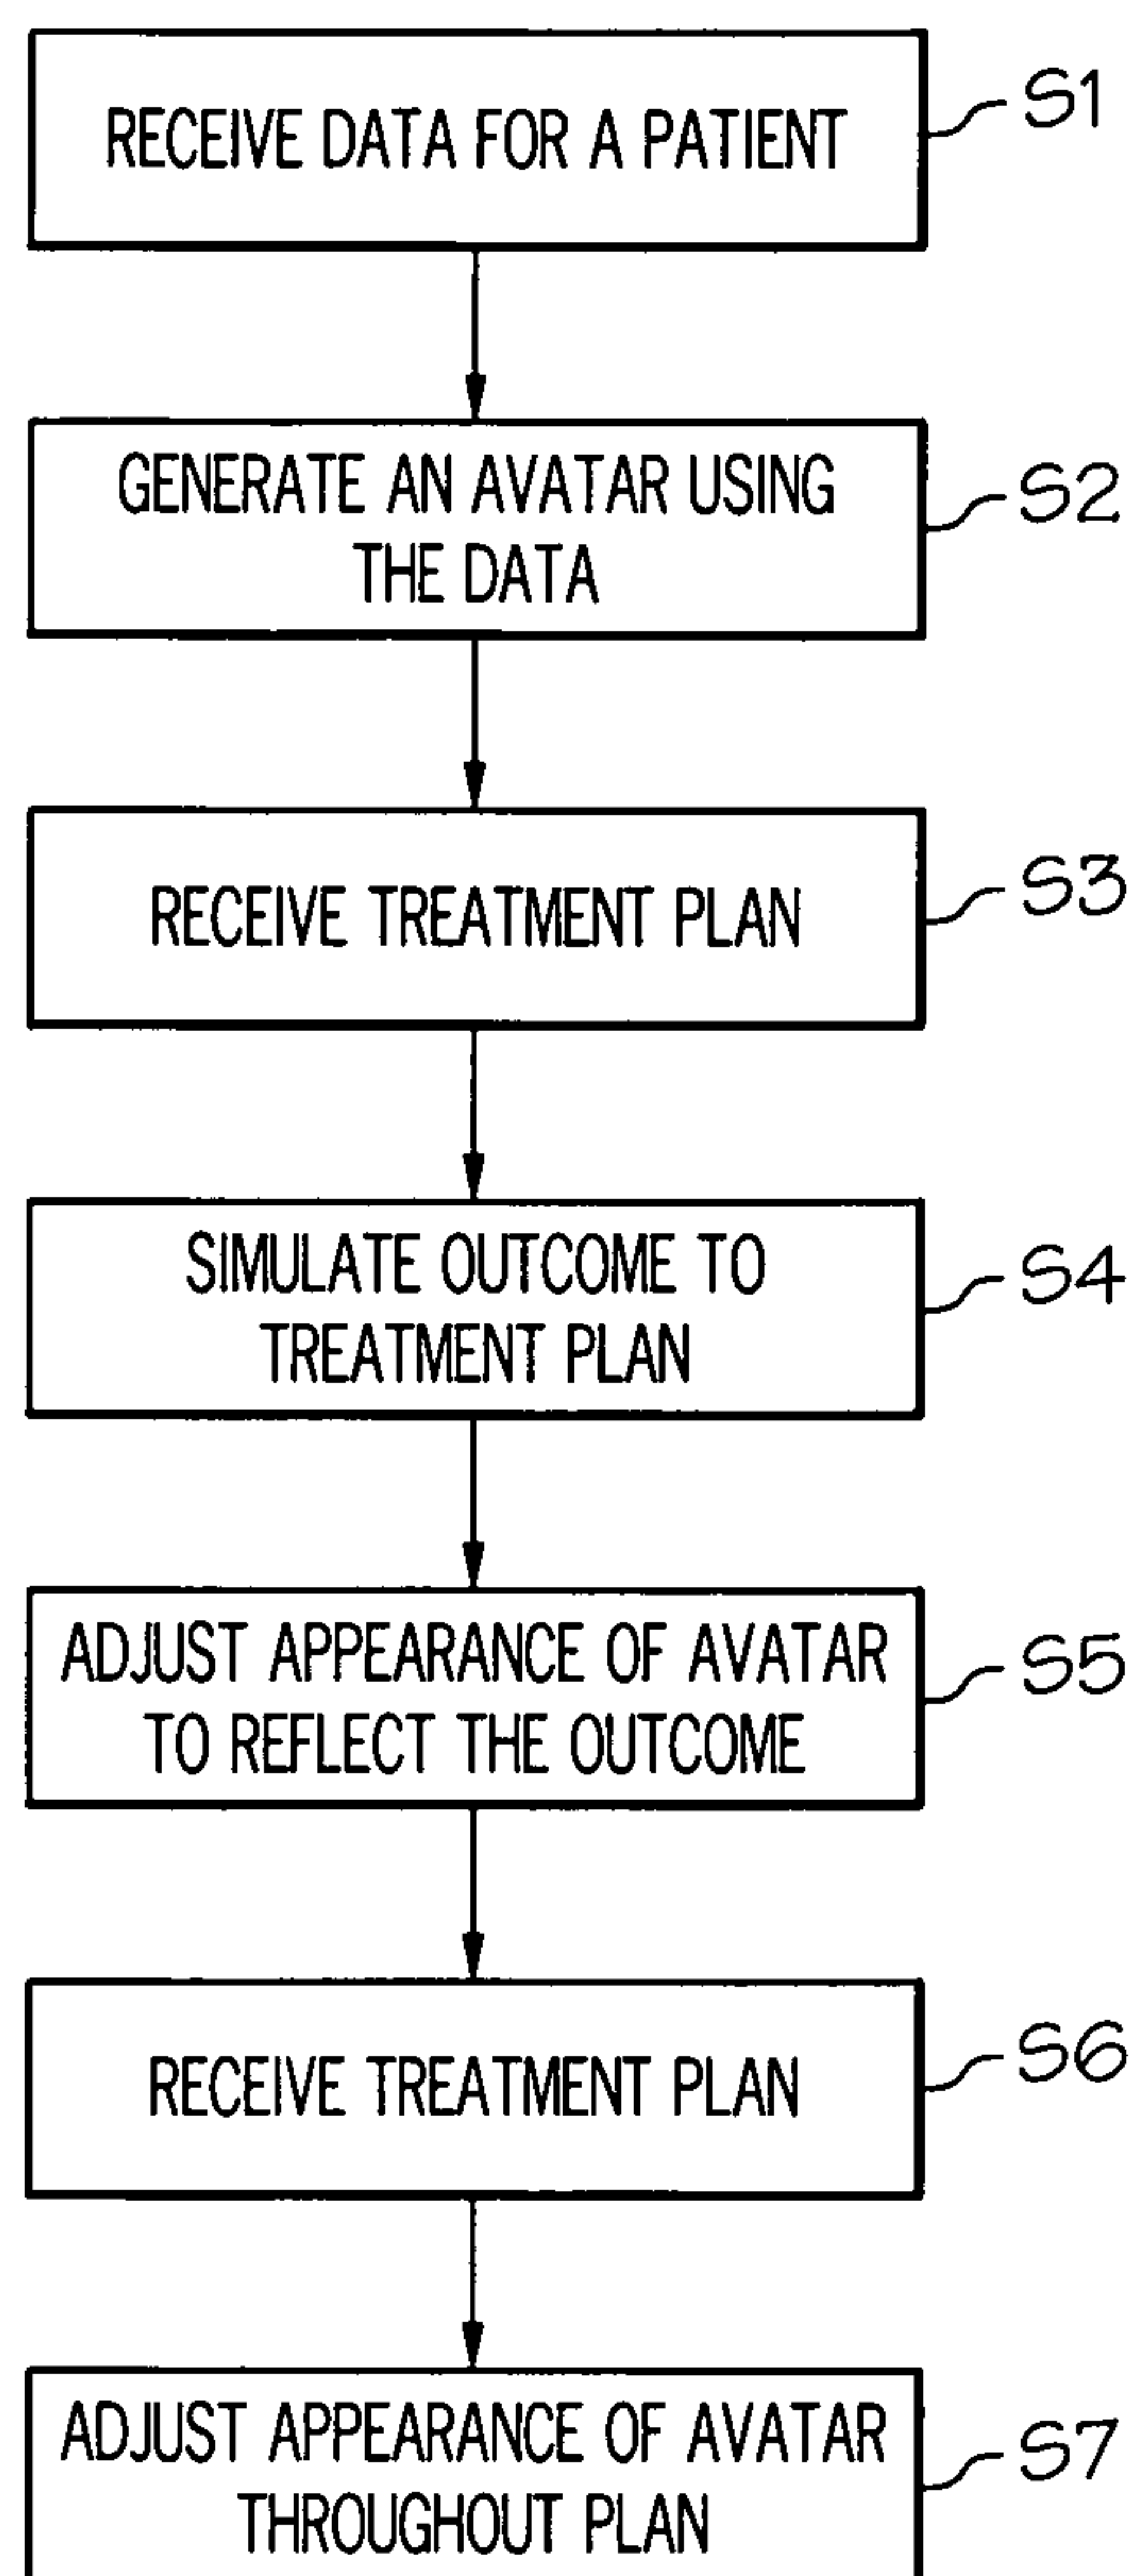 RECEIVE DATA FOR A PATIENT
S1
GENERATE AN AVATAR USING
THE DATA
S2
RECEIVE TREATMENT PLAN
S3
SIMULATE OUTCOME TO
TREATMENT PLAN
S4
ADJUST APPEARANCE OF AVATAR
TO REFLECT THE OUTCOME
S5
RECEIVE TREATMENT PLAN
S6
ADJUST APPEARANCE OF AVATAR
THROUGHOUT PLAN
S7